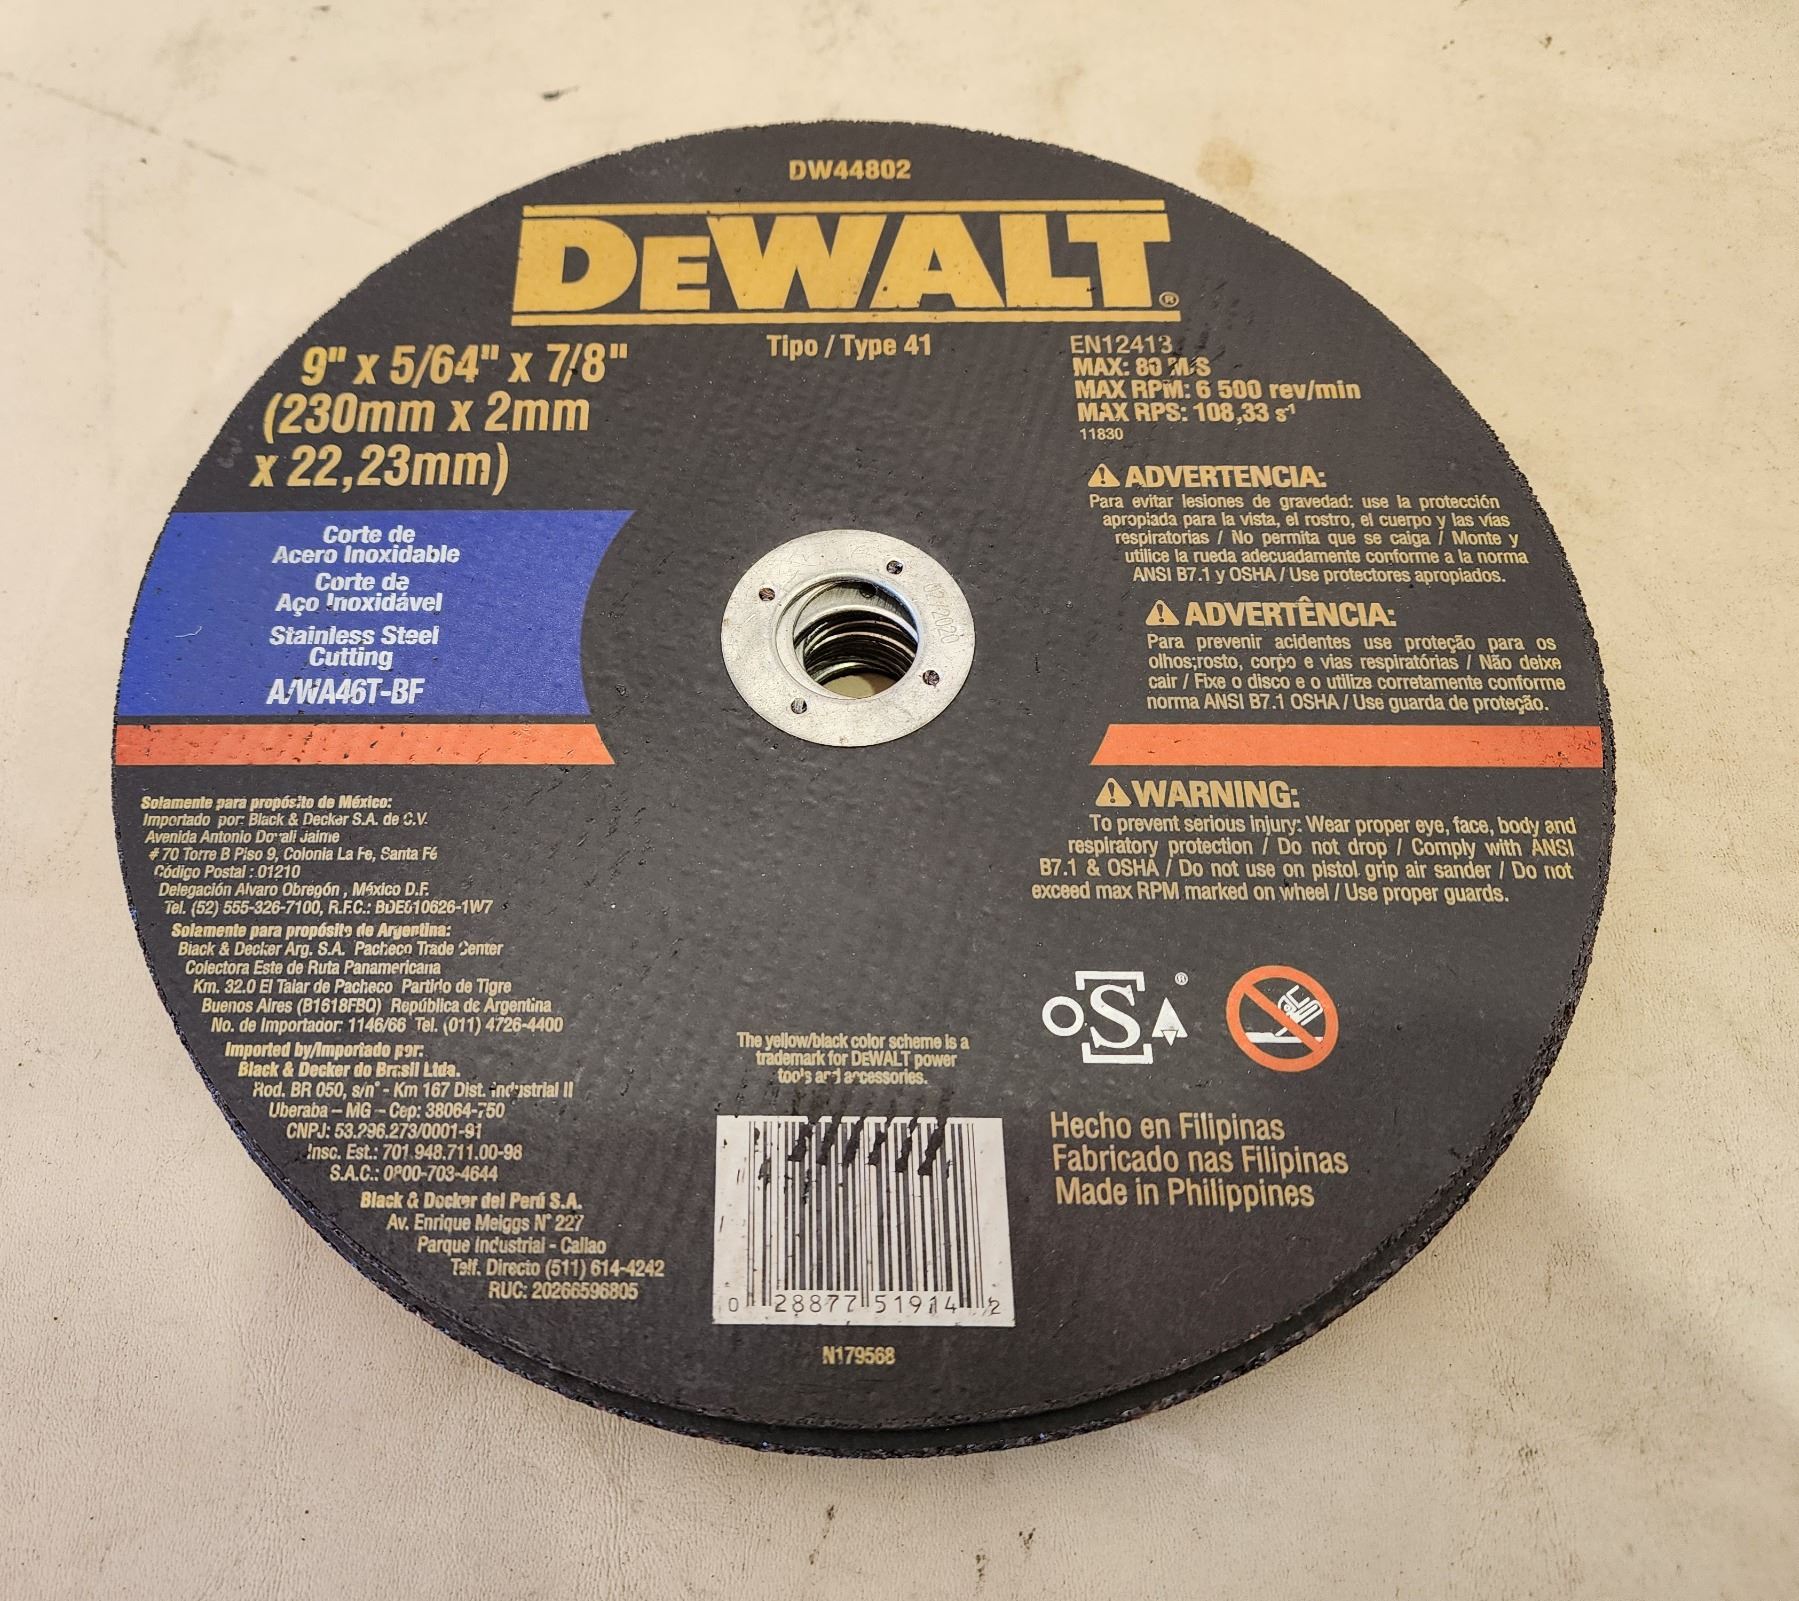 DW44802
DEWALT®
9" x 5/64" x 7/8"
(230mm x 2mm
x 22,23mm)
Tipo / Type 41
EN12413
MAX: 80 M/S
MAX RPM: 6 500 rev/min
MAX RPS: 108,33 s⁻¹
11830
Corte de
Acero Inoxidable
Corte de
Aço Inoxidável
Stainless Steel
Cutting
A/WA46T-BF
ADVERTENCIA:
Para evitar lesiones de gravedad: use la protección
apropiada para la vista, el rostro, el cuerpo y las vías
respiratorias / No permita que se caiga / Monte y
utilice la rueda adecuadamente conforme a la norma
ANSI B7.1 y OSHA / Use protectores apropiados.
ADVERTÊNCIA:
Para prevenir acidentes use proteção para os
olhos;rosto, corpo e vias respiratórias / Não deixe
cair / Fixe o disco e o utilize corretamente conforme
norma ANSI B7.1 OSHA / Use guarda de proteção.
WARNING:
To prevent serious injury: Wear proper eye, face, body and
respiratory protection / Do not drop / Comply with ANSI
B7.1 & OSHA / Do not use on pistol grip air sander / Do not
exceed max RPM marked on wheel / Use proper guards.
Solamente para propósito de México:
Importado por: Black & Decker S.A. de C.V.
Avenida Antonio Dovali Jaime
# 70 Torre B Piso 9, Colonia La Fe, Santa Fé
Código Postal : 01210
Delegación Alvaro Obregón , México D.F.
Tel. (52) 555-326-7100, R.F.C.: BDE810626-1W7
Solamente para propósito de Argentina:
Black & Decker Arg. S.A. Pacheco Trade Center
Colectora Este de Ruta Panamericana
Km. 32.0 El Talar de Pacheco Partido de Tigre
Buenos Aires (B1618FBQ) República de Argentina
No. de Importador: 1146/66 Tel. (011) 4726-4400
Imported by/Importado por:
Black & Decker do Brasil Ltda.
Rod. BR 050, s/n° - Km 167 Dist. Industrial II
Uberaba – MG – Cep: 38064-750
CNPJ: 53.296.273/0001-91
Insc. Est.: 701.948.711.00-98
S.A.C.: 0800-703-4644
Black & Decker del Perú S.A.
Av. Enrique Meiggs N° 227
Parque Industrial - Callao
Telf. Directo (511) 614-4242
RUC: 20266596805
The yellow/black color scheme is a
trademark for DEWALT power
tools and accessories.
0 28877 51914 2
N179568
oSA®
Hecho en Filipinas
Fabricado nas Filipinas
Made in Philippines